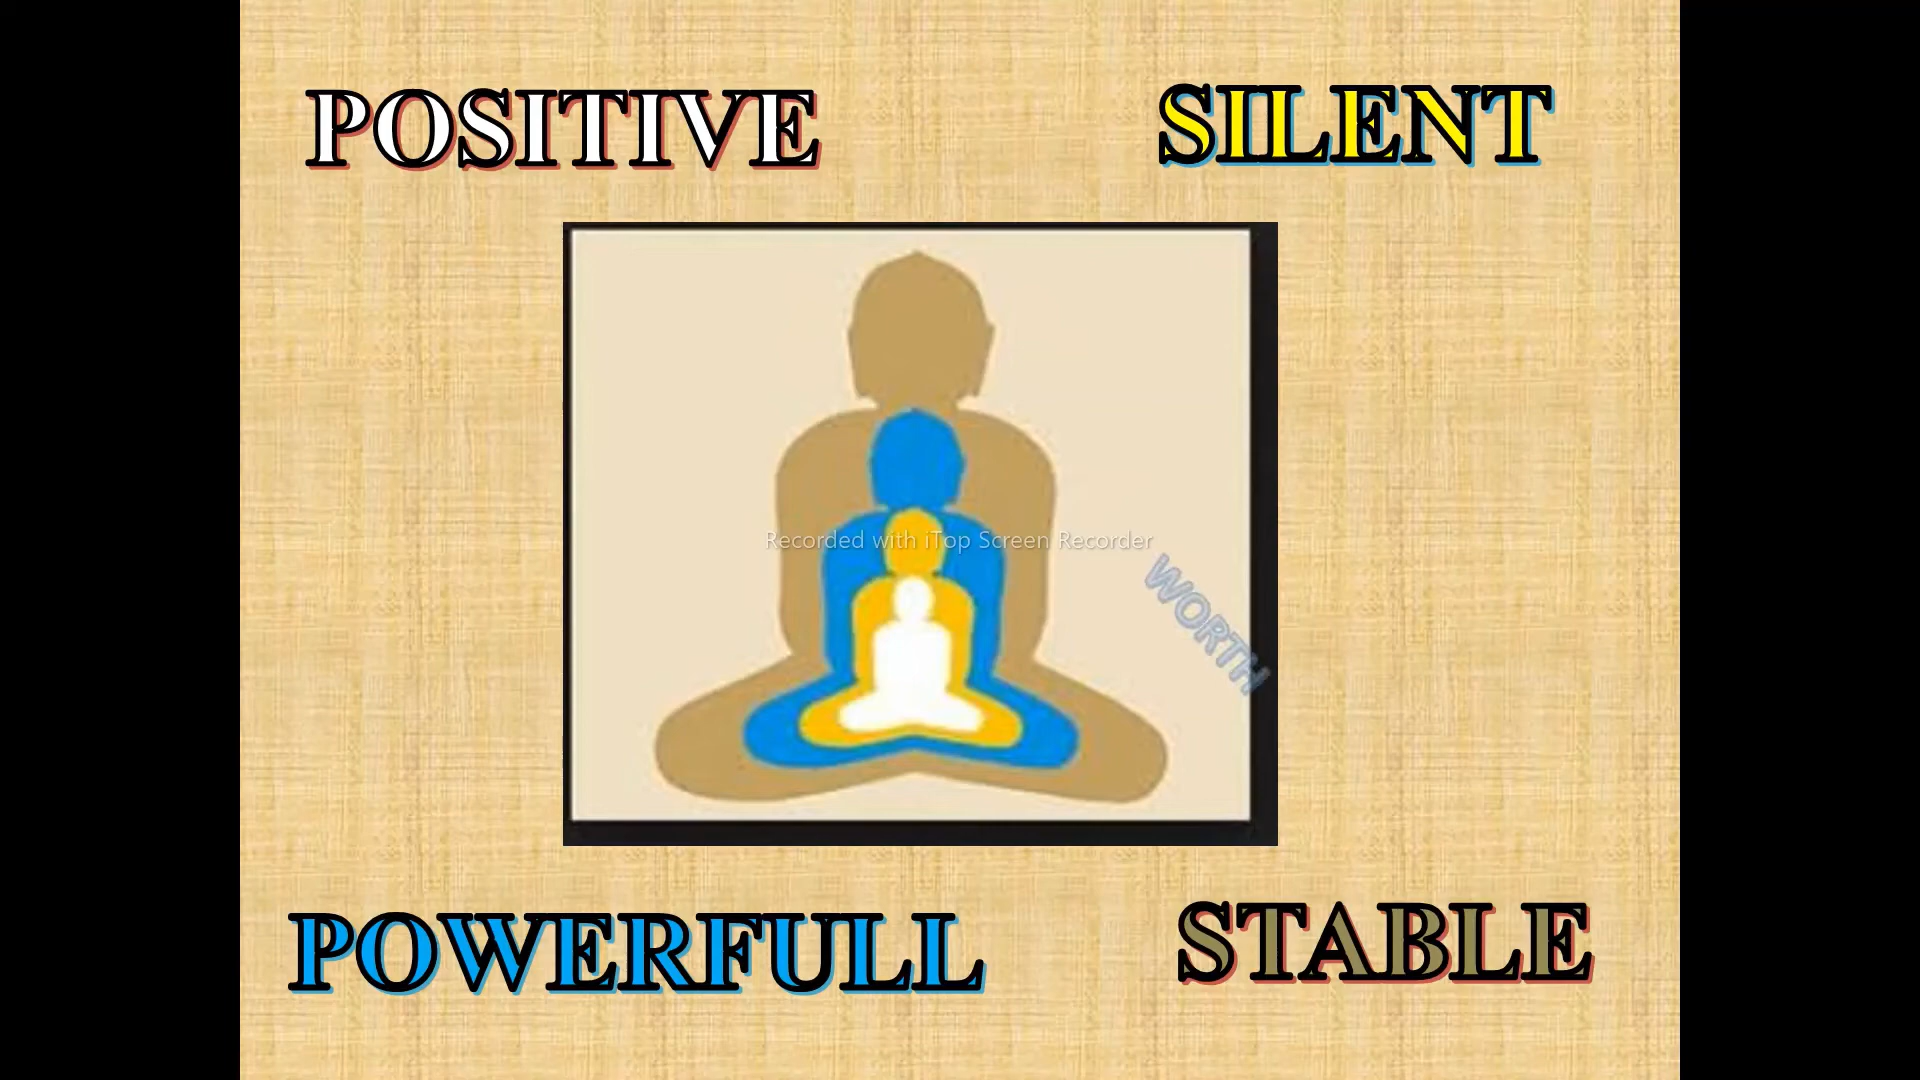 POSITIVE
SILENT
Recorded with iTop Screen Recorder
WORTH
POWERFULL
STABLE